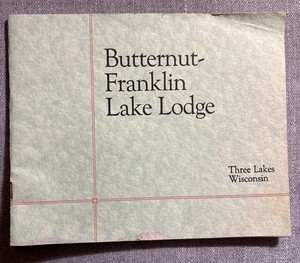 Butternut-
Franklin
Lake Lodge
Three Lakes
Wisconsin